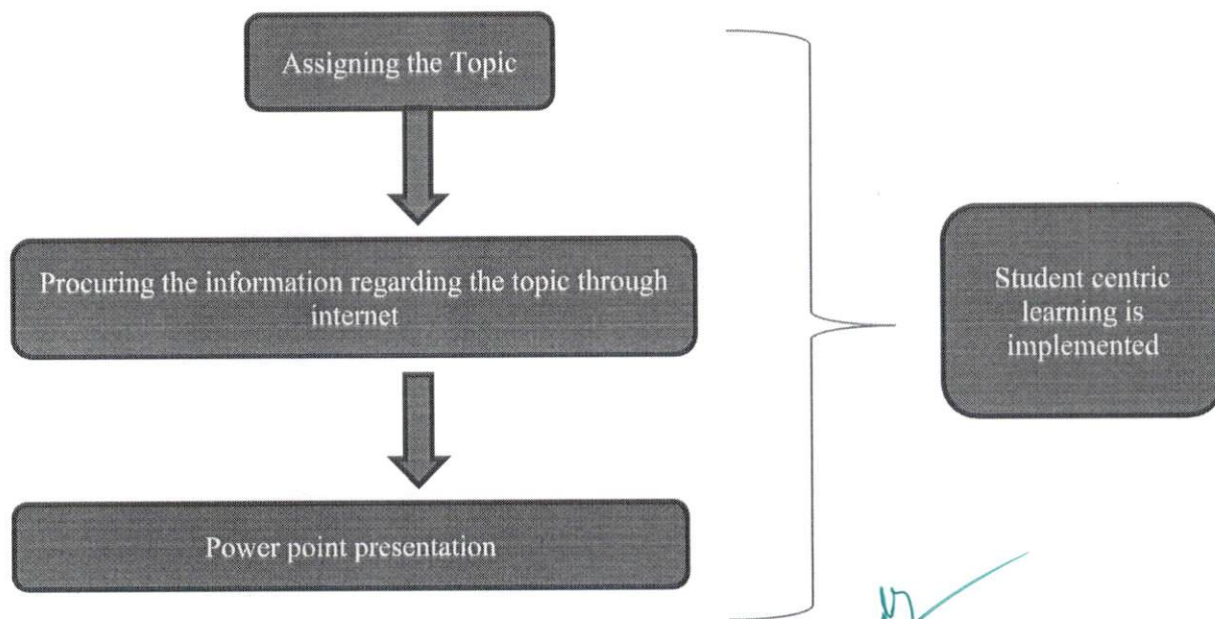 Assigning the Topic
Procuring the information regarding the topic through
internet
Power point presentation
Student centric
learning is
implemented